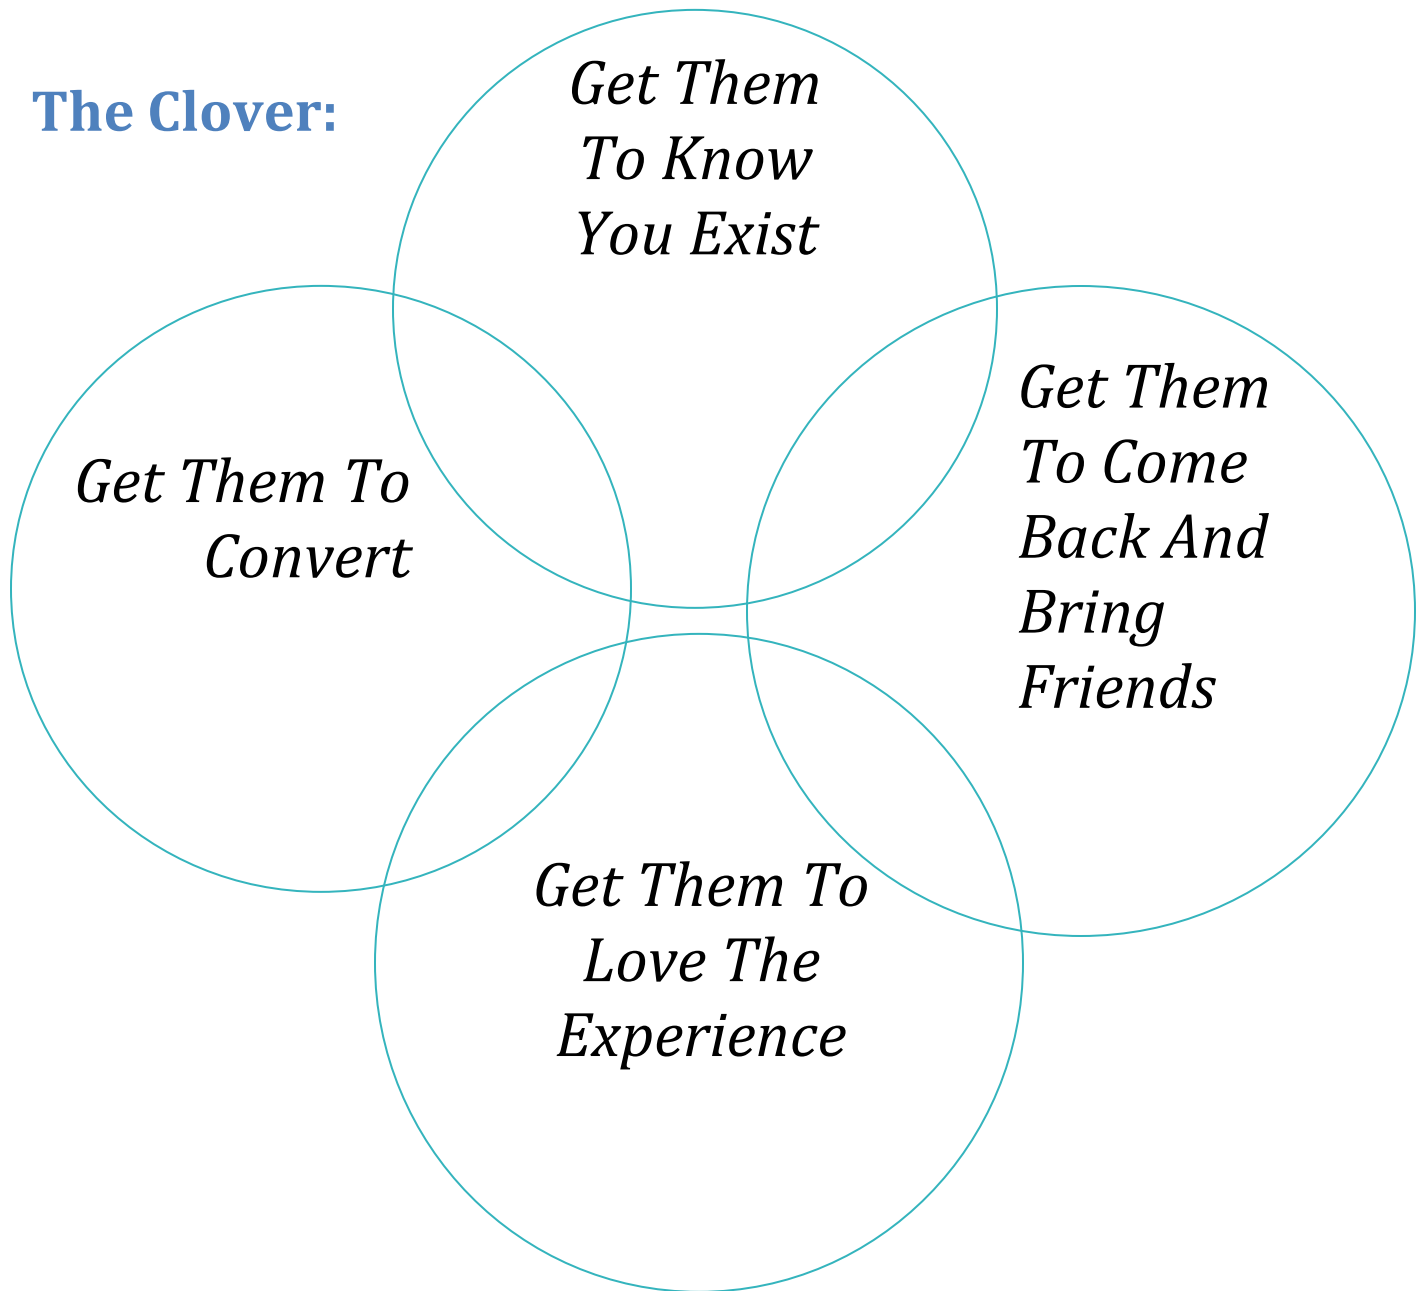 The Clover:
Get Them
To Know
You Exist
Get Them To
Convert
Get Them
To Come
Back And
Bring
Friends
Get Them To
Love The
Experience